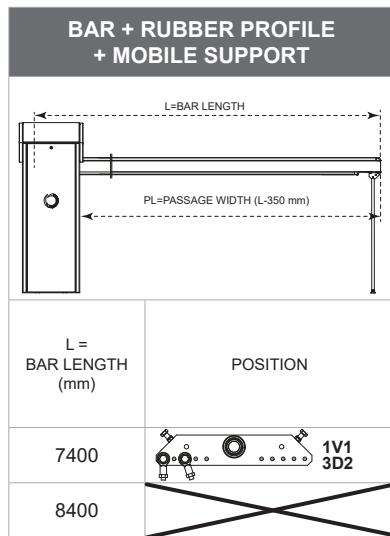 BAR + RUBBER PROFILE
+ MOBILE SUPPORT
L=BAR LENGTH
PL=PASSAGE WIDTH (L-350 mm)
L =
BAR LENGTH
(mm)
POSITION
7400
1V1
3D2
8400